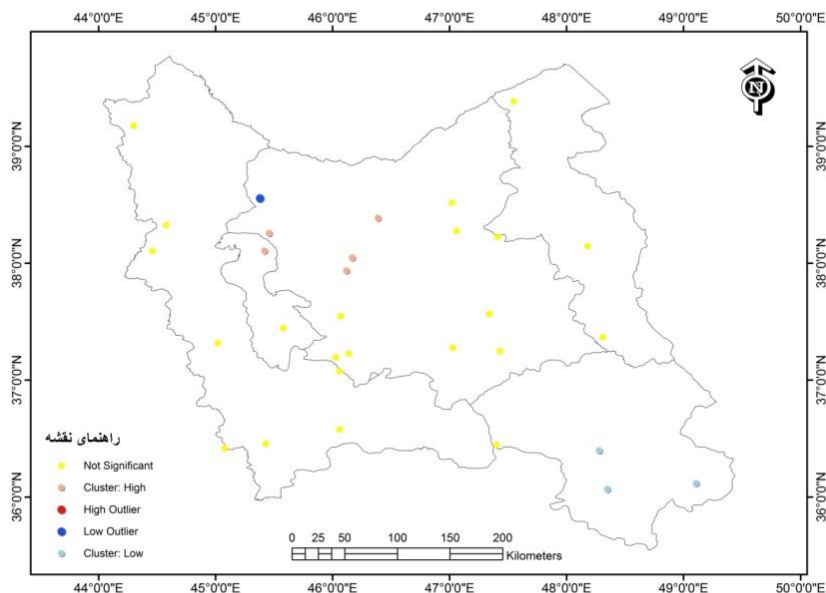 44°0'0"E 45°0'0"E 46°0'0"E 47°0'0"E 48°0'0"E 49°0'0"E 50°0'0"E
N
39°0'0"N 39°0'0"N
38°0'0"N 38°0'0"N
37°0'0"N 37°0'0"N
36°0'0"N 36°0'0"N
راهنمای نقشه
Not Significant
Cluster: High
High Outlier
Low Outlier
Cluster: Low
0 25 50 100 150 200
Kilometers
44°0'0"E 45°0'0"E 46°0'0"E 47°0'0"E 48°0'0"E 49°0'0"E 50°0'0"E